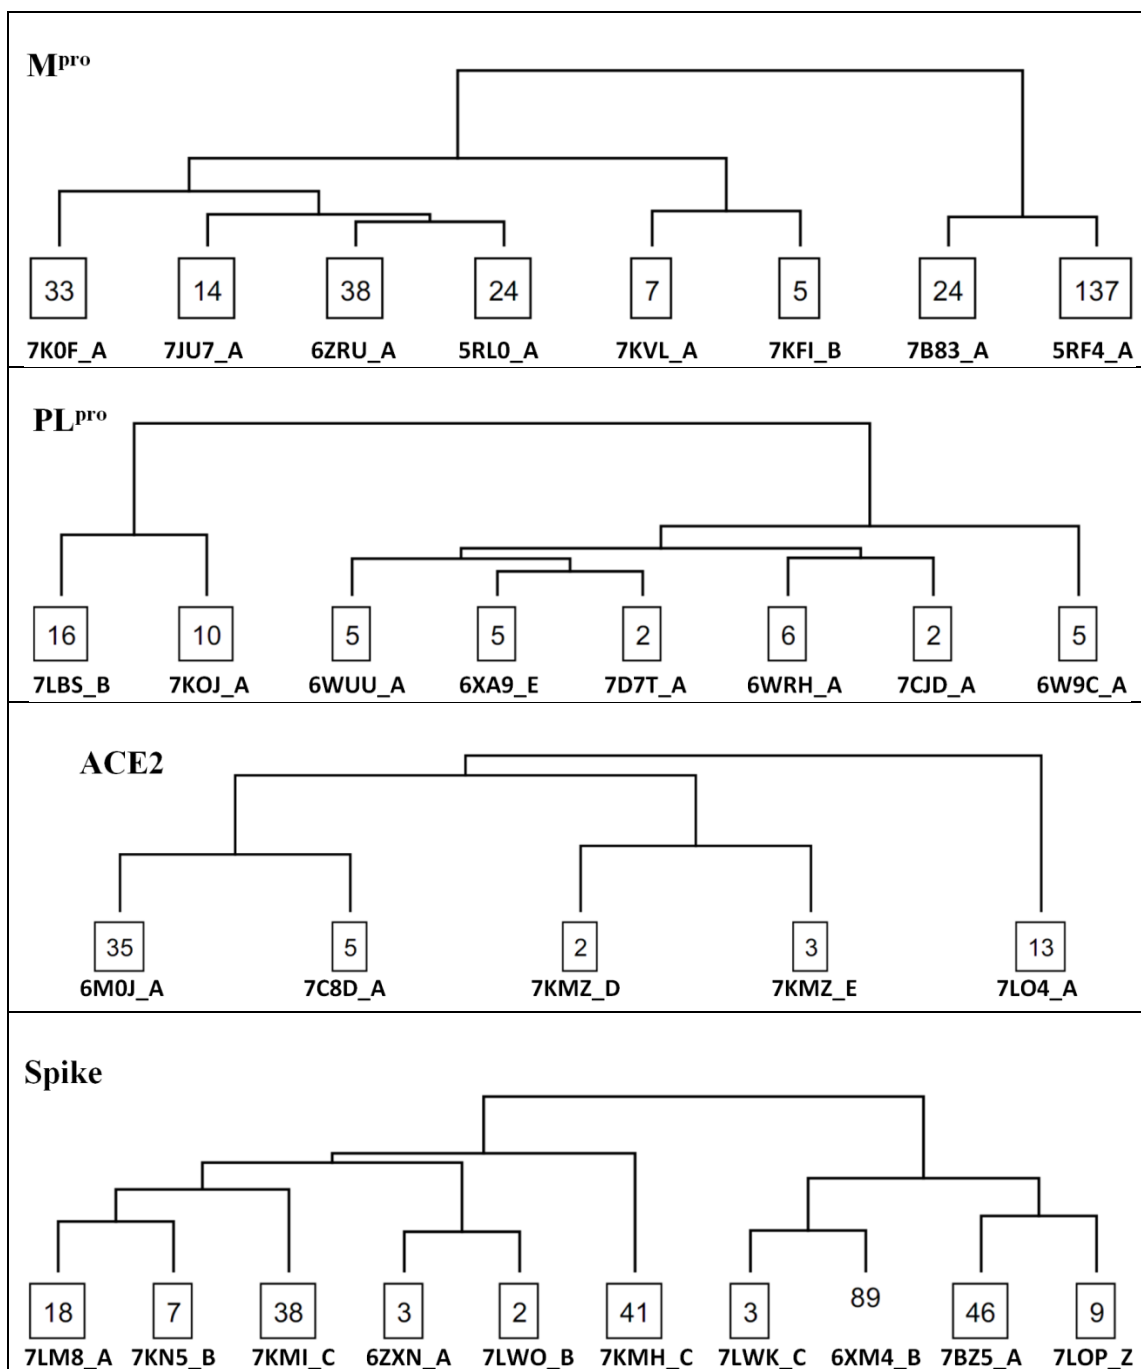 M^pro
33 14 38 24 7 5 24 137
7K0F_A 7JU7_A 6ZRU_A 5RL0_A 7KVL_A 7KFI_B 7B83_A 5RF4_A
PL^pro
16 10 5 5 2 6 2 5
7LBS_B 7KOJ_A 6WUU_A 6XA9_E 7D7T_A 6WRH_A 7CJD_A 6W9C_A
ACE2
35 5 2 3 13
6M0J_A 7C8D_A 7KMZ_D 7KMZ_E 7LO4_A
Spike
18 7 38 3 2 41 3 89 46 9
7LM8_A 7KN5_B 7KMI_C 6ZXN_A 7LWO_B 7KMH_C 7LWK_C 6XM4_B 7BZ5_A 7LOP_Z